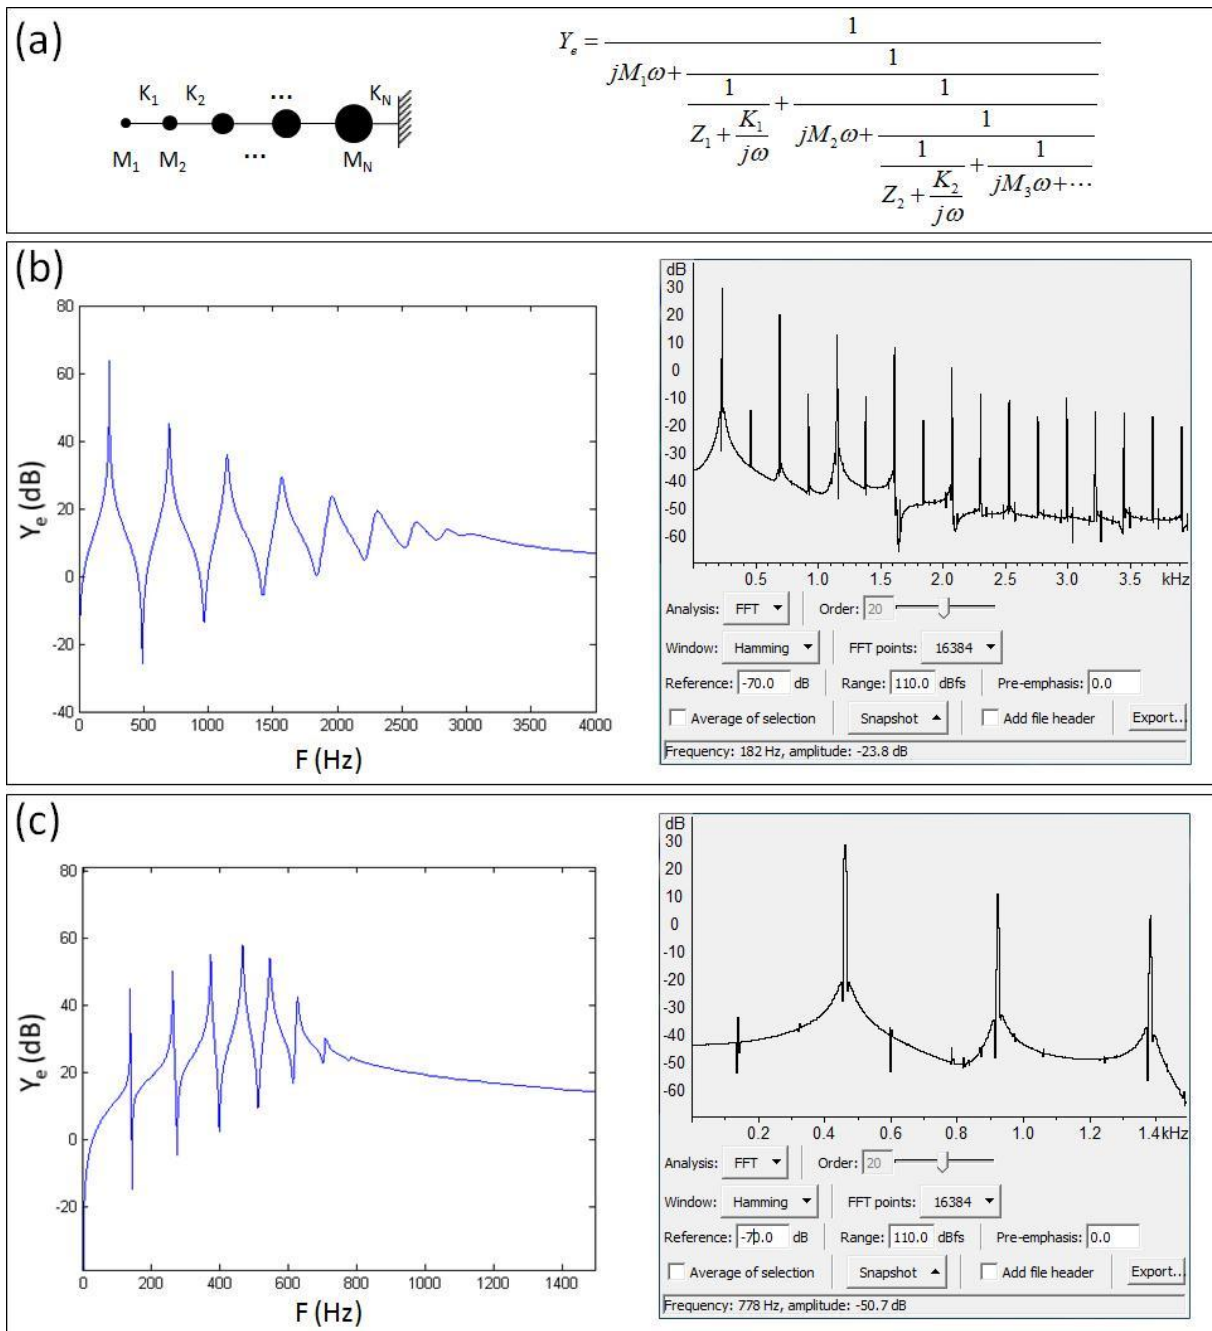 (a)
K1 K2 ... KN
M1 M2 ... MN
Ye = 1
jM1ω + 1
1 + 1
Z1 + K1 jM2ω + 1
jω 1 + 1
Z2 + K2 jM3ω + ⋯
jω
(b)
80
60
40
20
0
-20
-40
Ye (dB)
0 500 1000 1500 2000 2500 3000 3500 4000
F (Hz)
dB
30
20
10
0
-10
-20
-30
-40
-50
-60
0.5 1.0 1.5 2.0 2.5 3.0 3.5 kHz
Analysis: FFT Order: 20
Window: Hamming FFT points: 16384
Reference: -70.0 dB Range: 110.0 dBfs Pre-emphasis: 0.0
Average of selection Snapshot Add file header Export...
Frequency: 182 Hz, amplitude: -23.8 dB
(c)
80
60
40
20
0
-20
Ye (dB)
0 200 400 600 800 1000 1200 1400
F (Hz)
dB
30
20
10
0
-10
-20
-30
-40
-50
-60
0.2 0.4 0.6 0.8 1.0 1.2 1.4kHz
Analysis: FFT Order: 20
Window: Hamming FFT points: 16384
Reference: -70.0 dB Range: 110.0 dBfs Pre-emphasis: 0.0
Average of selection Snapshot Add file header Export...
Frequency: 778 Hz, amplitude: -50.7 dB